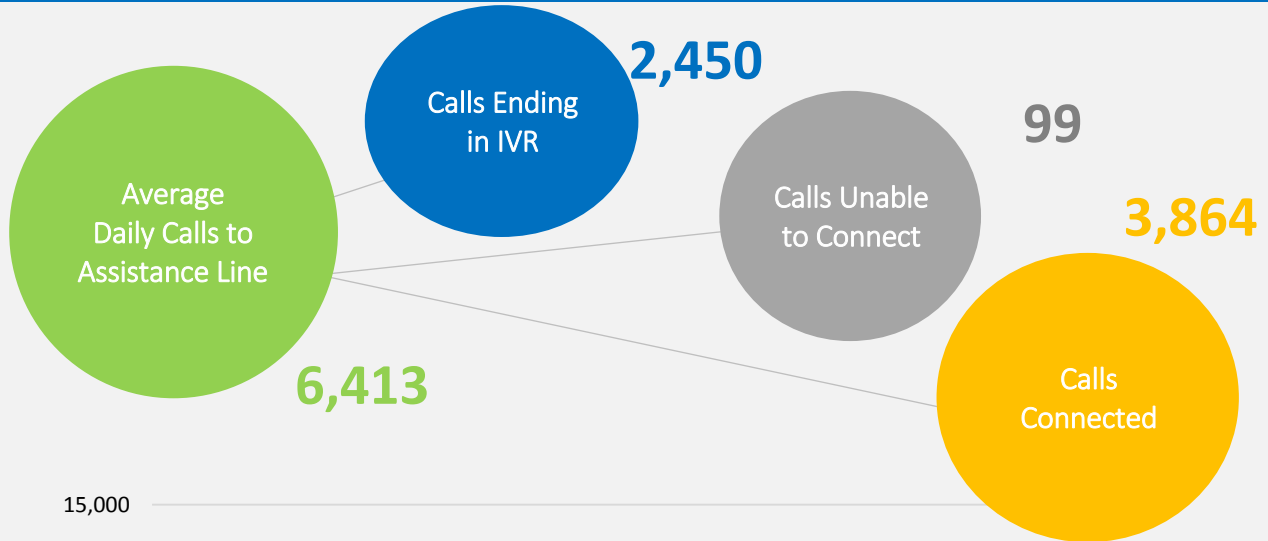 Average
Daily Calls to
Assistance Line
6,413
Calls Ending
in IVR
2,450
Calls Unable
to Connect
99
Calls
Connected
3,864
15,000